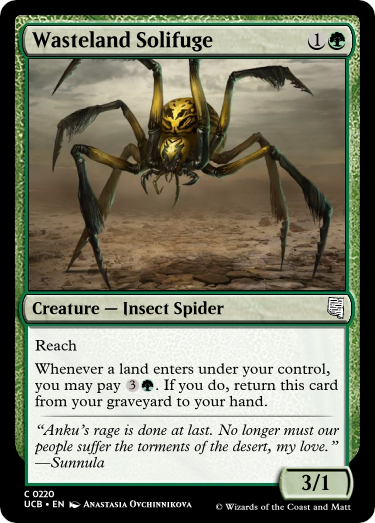 Wasteland Solifuge 1
Creature — Insect Spider
Reach
Whenever a land enters under your control,
you may pay 3. If you do, return this card
from your graveyard to your hand.
“Anku’s rage is done at last. No longer must our
people suffer the torments of the desert, my love.”
—Sunnula
3/1
C 0220
UCB • EN Anastasia Ovchinnikova
© Wizards of the Coast and Matt